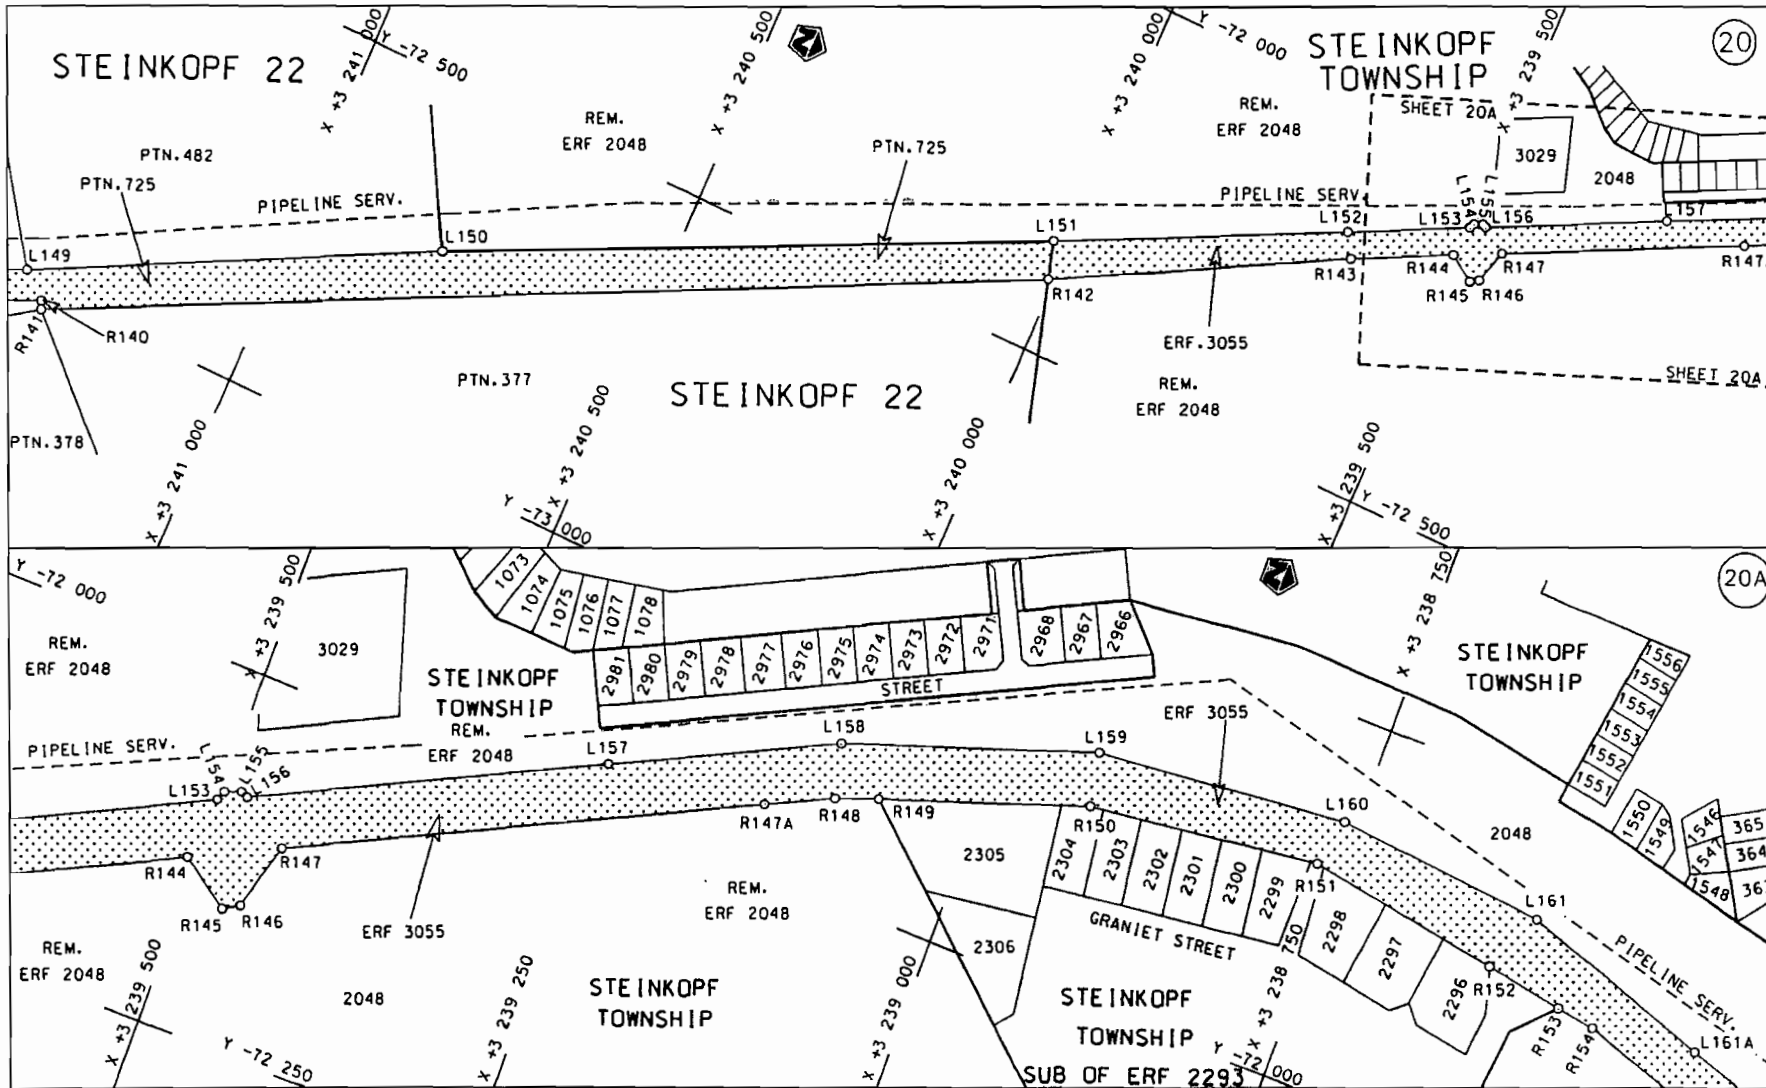 STEINKOPF 22
X +3 241 000
Y -72 500
X +3 240 500
N
X +3 240 000
Y -72 000
STEINKOPF
TOWNSHIP
X +3 239 500
20
REM.
ERF 2048
REM.
ERF 2048
SHEET 20A
PTN.482
PTN.725
PTN.725
3029
2048
PIPELINE SERV.
PIPELINE SERV.
L149
L150
L151
L152
L153
L154
L155
L156
157
R141
R140
R142
R143
R144
R145
R146
R147
R147
ERF.3055
PTN.377
STEINKOPF 22
REM.
ERF 2048
SHEET 20A
PTN.378
X +3 241 000
X +3 240 500
Y -73 000
X +3 240 000
X +3 239 500
Y -72 500
Y -72 000
X +3 239 500
N
X +3 238 750
20A
REM.
ERF 2048
3029
1073
1074
1075
1076
1077
1078
2981
2980
2979
2978
2977
2976
2975
2974
2973
2972
2971
2968
2967
2966
STREET
STEINKOPF
TOWNSHIP
REM.
ERF 2048
STEINKOPF
TOWNSHIP
1556
1555
1554
1553
1552
1551
1550
1549
1546
1547
1548
365
364
36
PIPELINE SERV.
L153
L154
L155
L156
L157
L158
L159
ERF 3055
L160
2048
L161
R144
R145
R146
R147
R147A
R148
R149
R150
R151
R152
R153
R154
L161A
PIPELINE SERV.
ERF 3055
REM.
ERF 2048
2305
2306
2304
2303
2302
2301
2300
2299
2298
2297
2296
GRANIET STREET
REM.
ERF 2048
2048
STEINKOPF
TOWNSHIP
STEINKOPF
TOWNSHIP
SUB OF ERF 2293
X +3 239 500
Y -72 250
X +3 239 250
X +3 239 000
X +3 238 750
Y -72 000